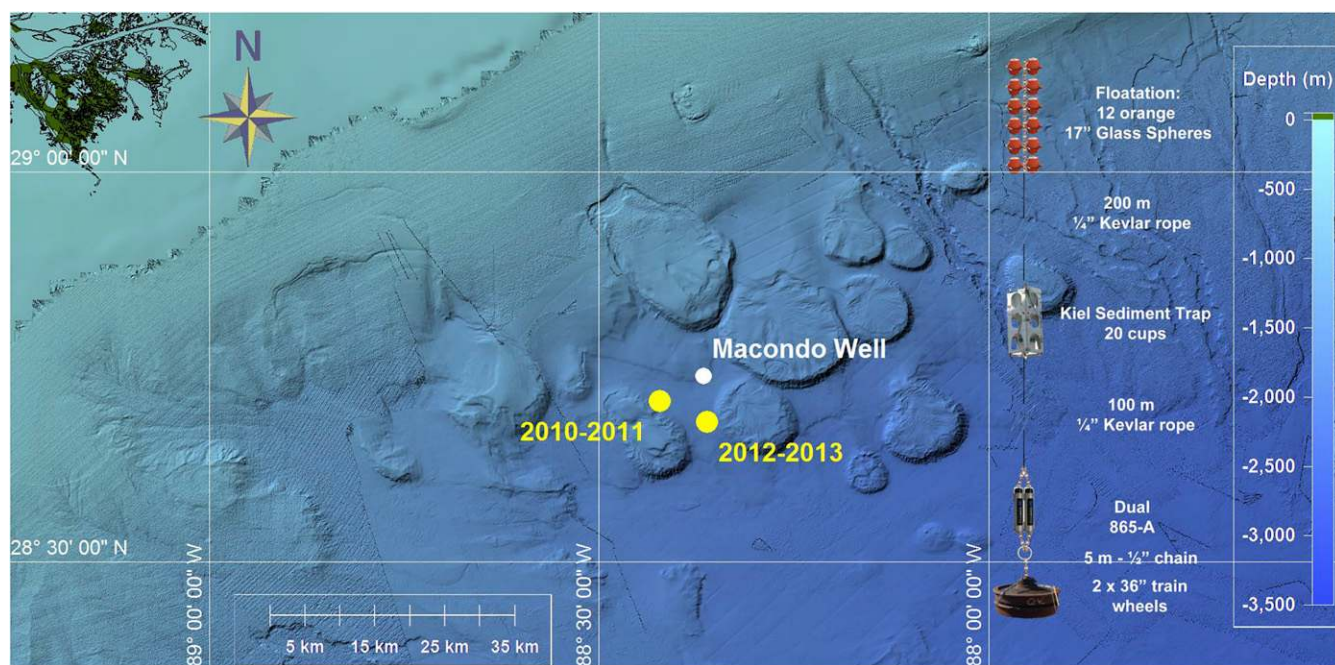 N
29° 00' 00" N
28° 30' 00" N
89° 00' 00" W
88° 30' 00" W
88° 00' 00" W
Macondo Well
2010-2011
2012-2013
5 km
15 km
25 km
35 km
Floatation:
12 orange
17” Glass Spheres
200 m
¼” Kevlar rope
Kiel Sediment Trap
20 cups
100 m
¼” Kevlar rope
Dual
865-A
5 m - ½” chain
2 x 36” train
wheels
Depth (m)
0
-500
-1,000
-1,500
-2,000
-2,500
-3,000
-3,500